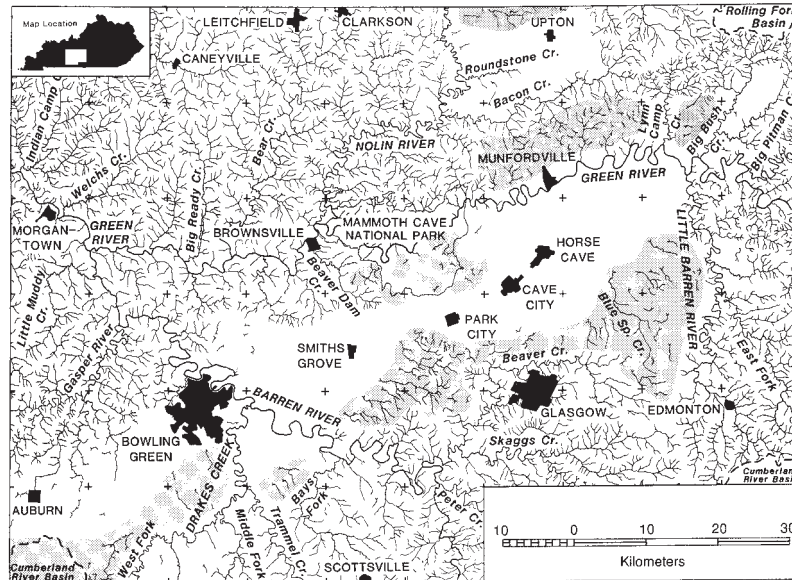 Map Location
LEITCHFIELD
CLARKSON
UPTON
Rolling Fork
Basin
CANEYVILLE
Roundstone Cr.
Bacon Cr.
Indian Camp C
Bear Cr.
Lynn
Camp
Cr.
Big Bush
Cr.
Big Pitman C
NOLIN RIVER
MUNFORDVILLE
GREEN RIVER
Welchs Cr.
Big Ready Cr.
MORGAN-
TOWN
GREEN
RIVER
BROWNSVILLE
MAMMOTH CAVE
NATIONAL PARK
HORSE
CAVE
LITTLE BARREN RIVER
Beaver Dam
Cr.
CAVE
CITY
Little Muddy
Cr.
Blue Sp. Cr.
PARK
CITY
Gasper River
SMITHS
GROVE
Beaver Cr.
East Fork
BARREN RIVER
GLASGOW
EDMONTON
BOWLING
GREEN
Skaggs Cr.
DRAKES CREEK
Bays
Fork
Cumberland
River Basin
AUBURN
West Fork
Middle Fork
Trammel Cr.
Peter Cr.
10 0 10 20 30
Kilometers
Cumberland
River Basin
SCOTTSVILLE